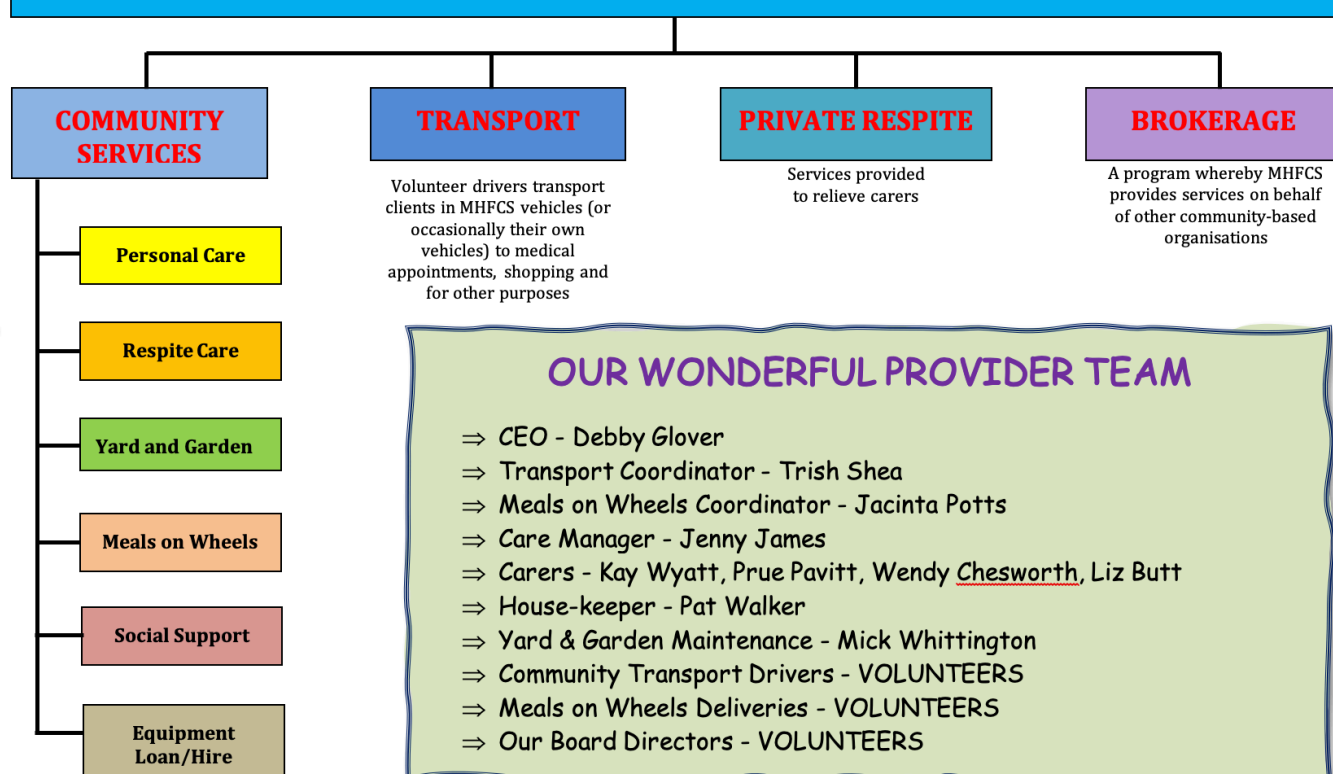 COMMUNITY
SERVICES
TRANSPORT
PRIVATE RESPITE
BROKERAGE
Volunteer drivers transport
clients in MHFCS vehicles (or
occasionally their own
vehicles) to medical
appointments, shopping and
for other purposes
Services provided
to relieve carers
A program whereby MHFCS
provides services on behalf
of other community-based
organisations
Personal Care
Respite Care
Yard and Garden
Meals on Wheels
Social Support
Equipment
Loan/Hire
OUR WONDERFUL PROVIDER TEAM
⇒ CEO - Debby Glover
⇒ Transport Coordinator - Trish Shea
⇒ Meals on Wheels Coordinator - Jacinta Potts
⇒ Care Manager - Jenny James
⇒ Carers - Kay Wyatt, Prue Pavitt, Wendy Chesworth, Liz Butt
⇒ House-keeper - Pat Walker
⇒ Yard & Garden Maintenance - Mick Whittington
⇒ Community Transport Drivers - VOLUNTEERS
⇒ Meals on Wheels Deliveries - VOLUNTEERS
⇒ Our Board Directors - VOLUNTEERS